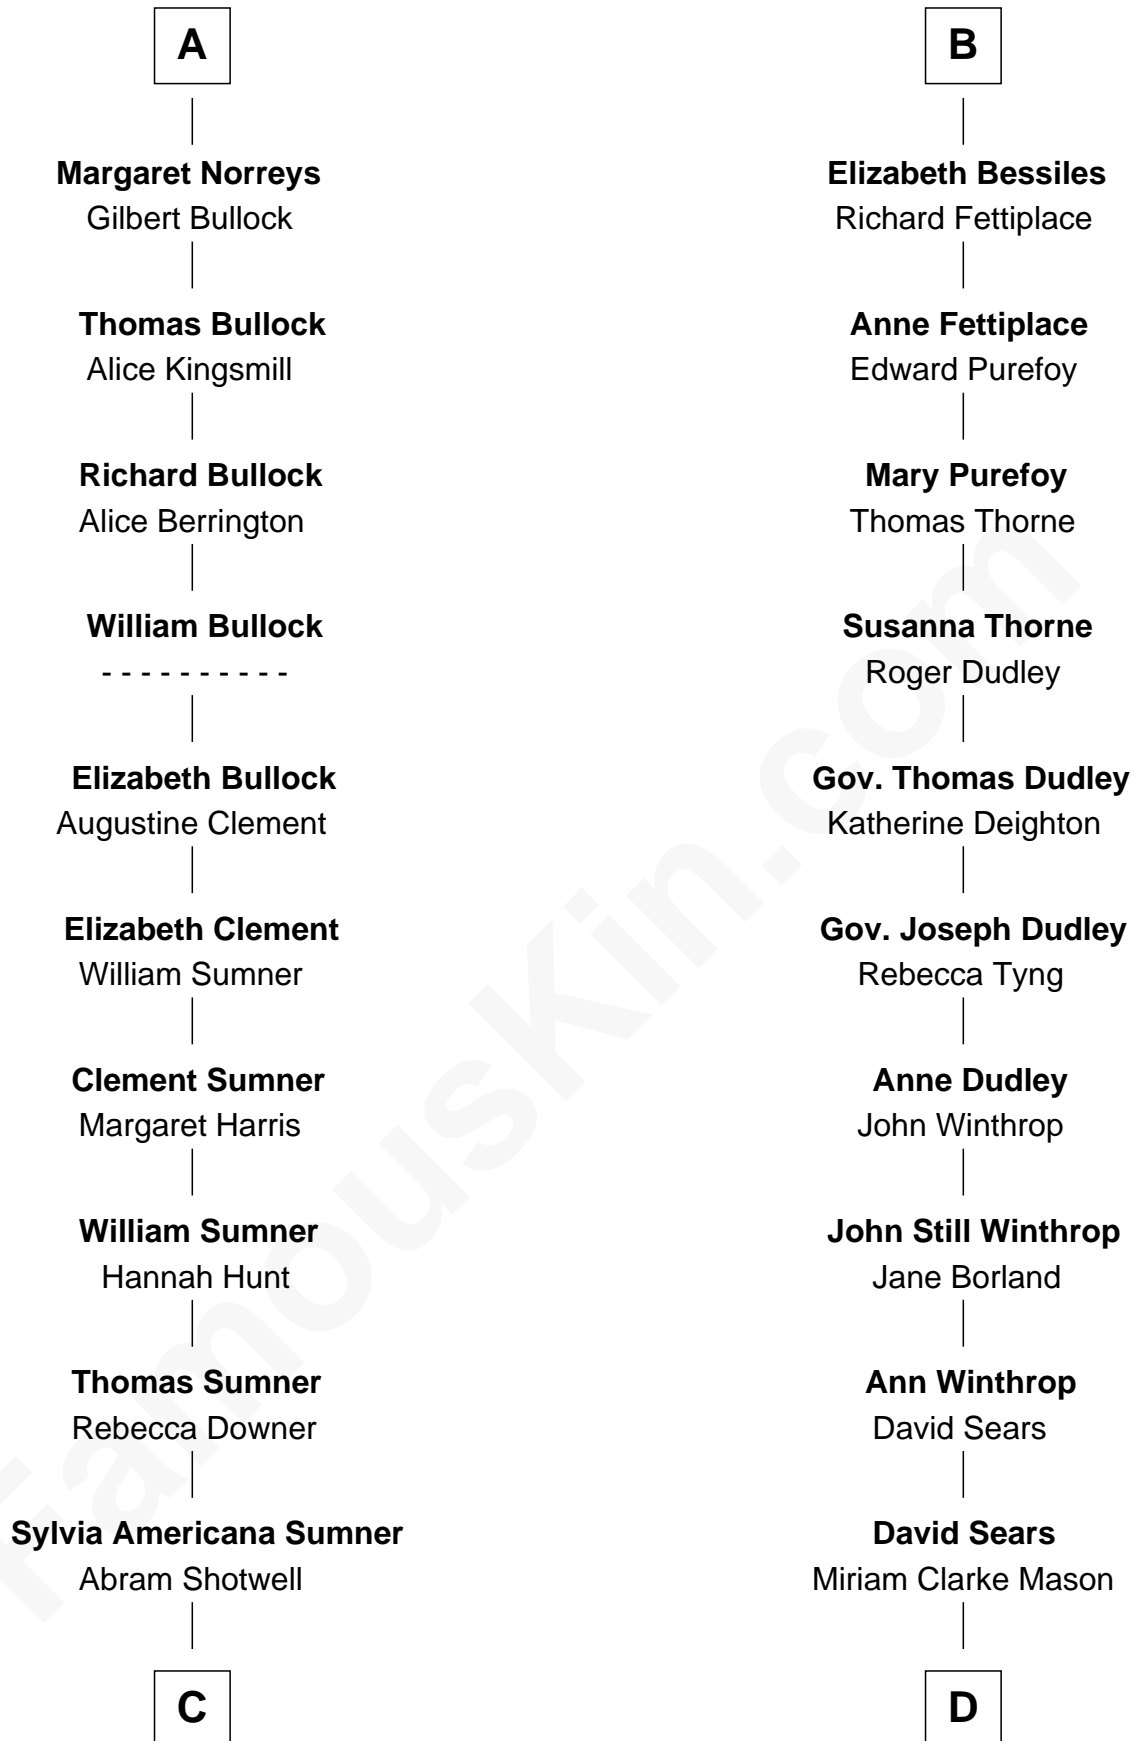 A
Margaret Norreys
Gilbert Bullock
Thomas Bullock
Alice Kingsmill
Richard Bullock
Alice Berrington
William Bullock
- - - - - - - - - -
Elizabeth Bullock
Augustine Clement
Elizabeth Clement
William Sumner
Clement Sumner
Margaret Harris
William Sumner
Hannah Hunt
Thomas Sumner
Rebecca Downer
Sylvia Americana Sumner
Abram Shotwell
C
B
Elizabeth Bessiles
Richard Fettiplace
Anne Fettiplace
Edward Purefoy
Mary Purefoy
Thomas Thorne
Susanna Thorne
Roger Dudley
Gov. Thomas Dudley
Katherine Deighton
Gov. Joseph Dudley
Rebecca Tyng
Anne Dudley
John Winthrop
John Still Winthrop
Jane Borland
Ann Winthrop
David Sears
David Sears
Miriam Clarke Mason
D
FamousKin.com